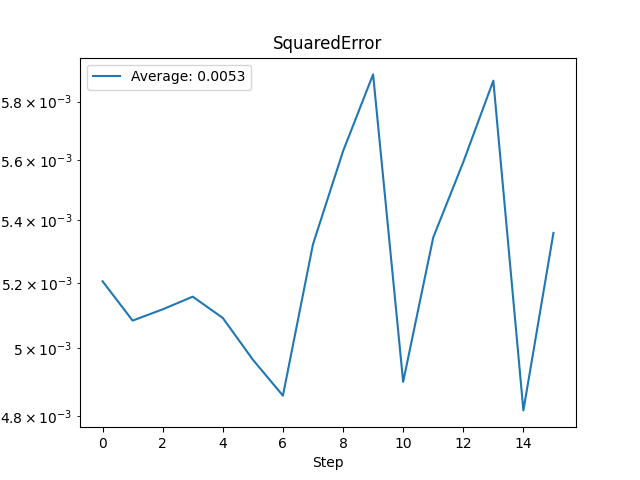 SquaredError
Average: 0.0053
5.8 × 10⁻³
5.6 × 10⁻³
5.4 × 10⁻³
5.2 × 10⁻³
5 × 10⁻³
4.8 × 10⁻³
0 2 4 6 8 10 12 14
Step